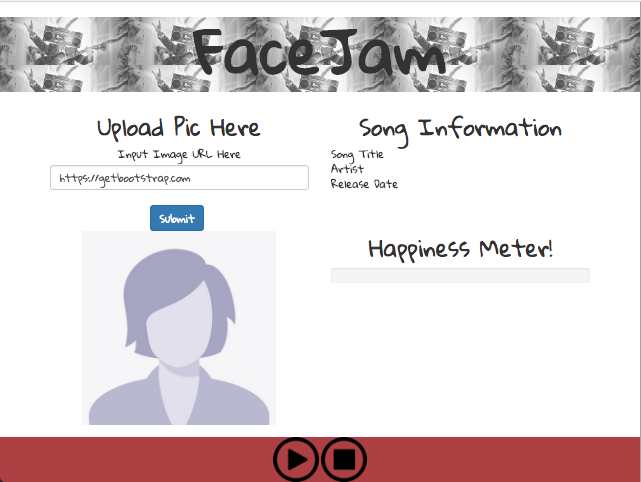 FaceJam
Upload Pic Here
Input Image URL Here
https://getbootstrap.com
Submit
Song Information
Song Title
Artist
Release Date
Happiness Meter!